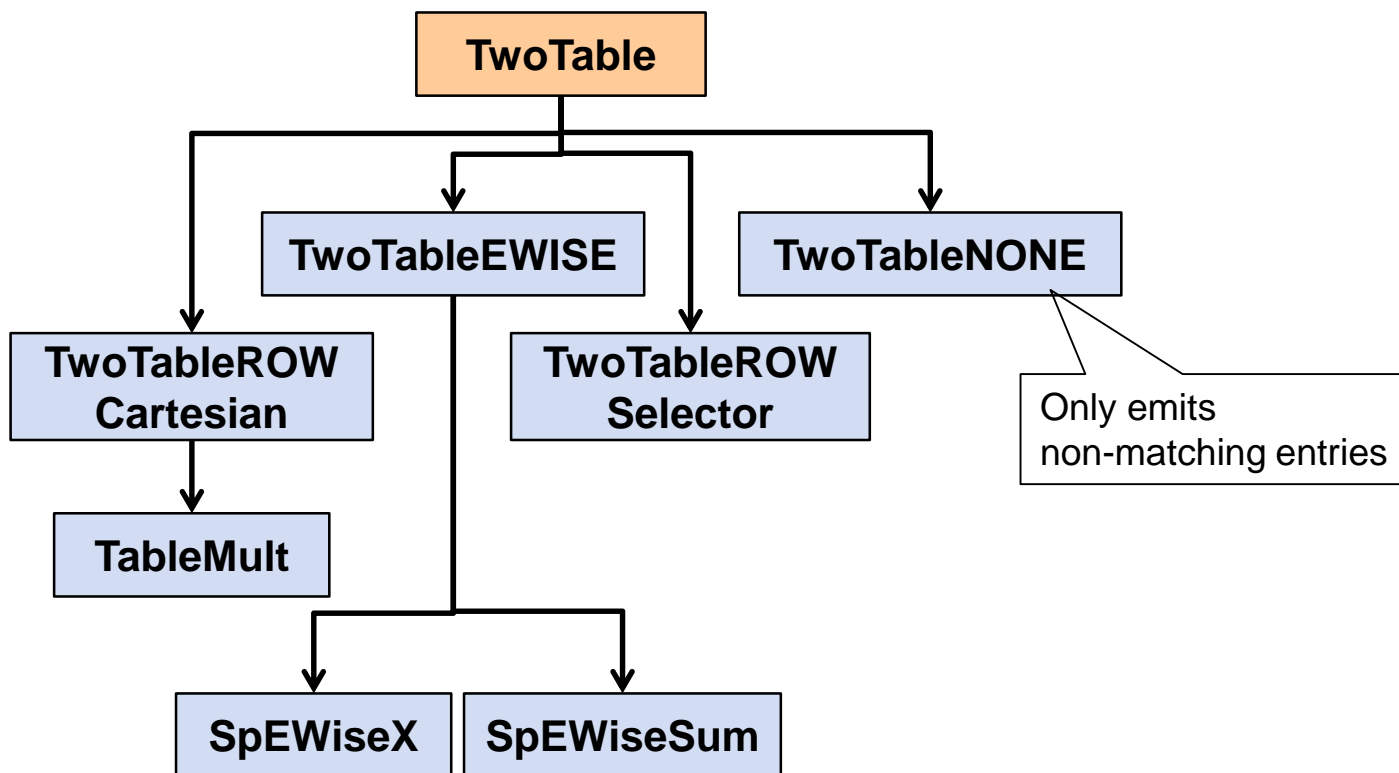 TwoTable
TwoTableEWISE
TwoTableNONE
TwoTableROW
Cartesian
TwoTableROW
Selector
Only emits
non-matching entries
TableMult
SpEWiseX
SpEWiseSum